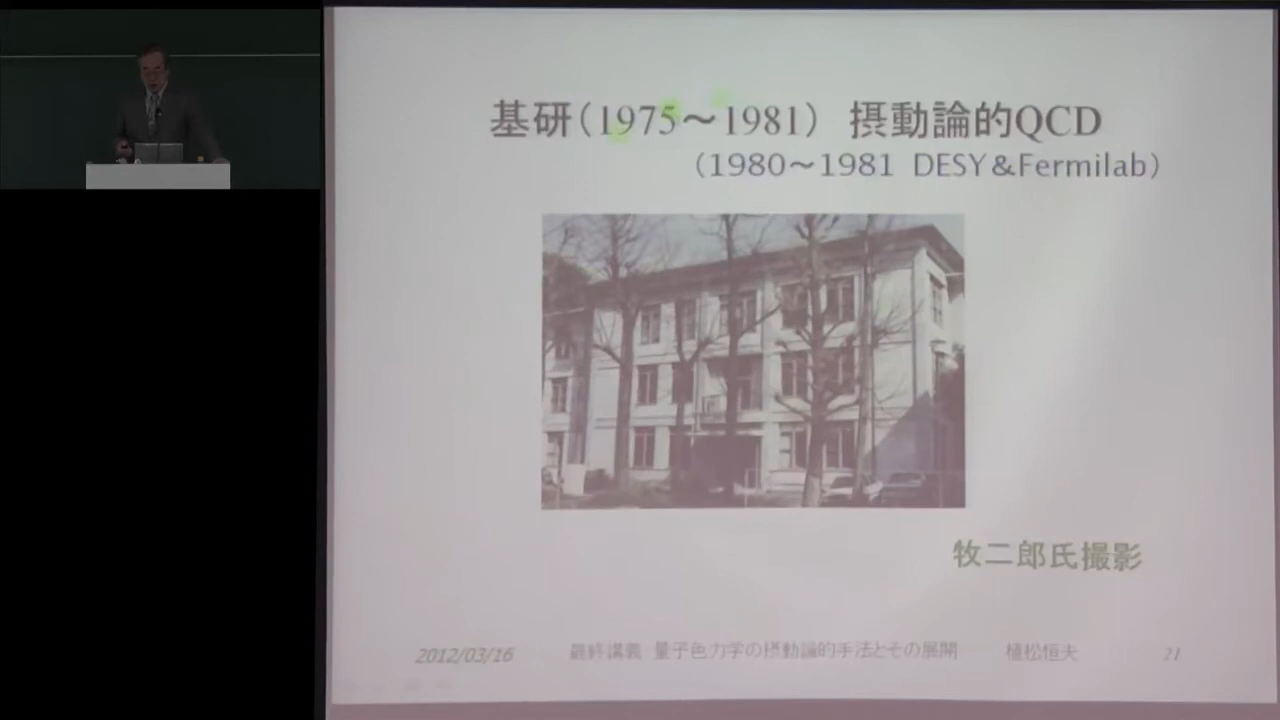 基研（1975～1981） 摂動論的QCD
（1980～1981 DESY＆Fermilab）
牧二郎氏撮影
2012/03/16 最終講義 量子色力学の摂動論的手法とその展開 植松恒夫 21